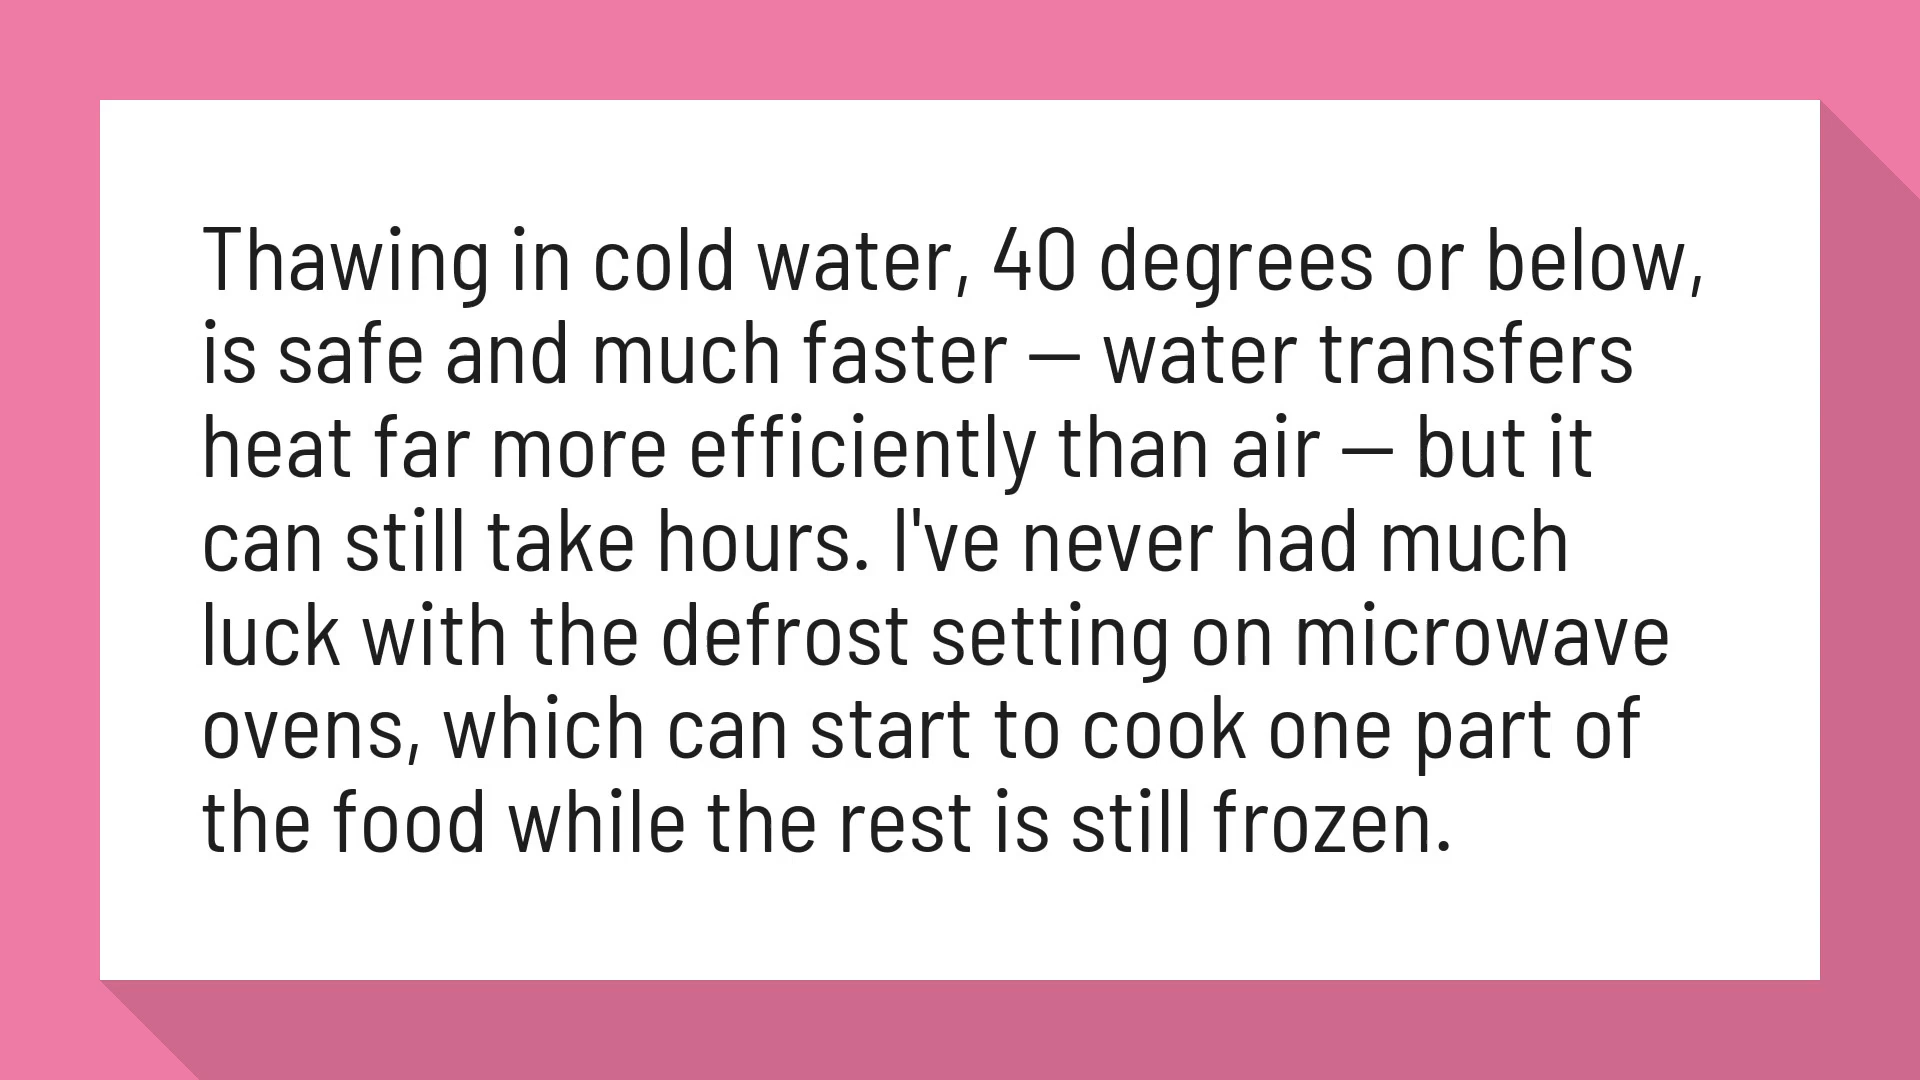 Thawing in cold water, 40 degrees or below,
is safe and much faster — water transfers
heat far more efficiently than air — but it
can still take hours. I've never had much
luck with the defrost setting on microwave
ovens, which can start to cook one part of
the food while the rest is still frozen.